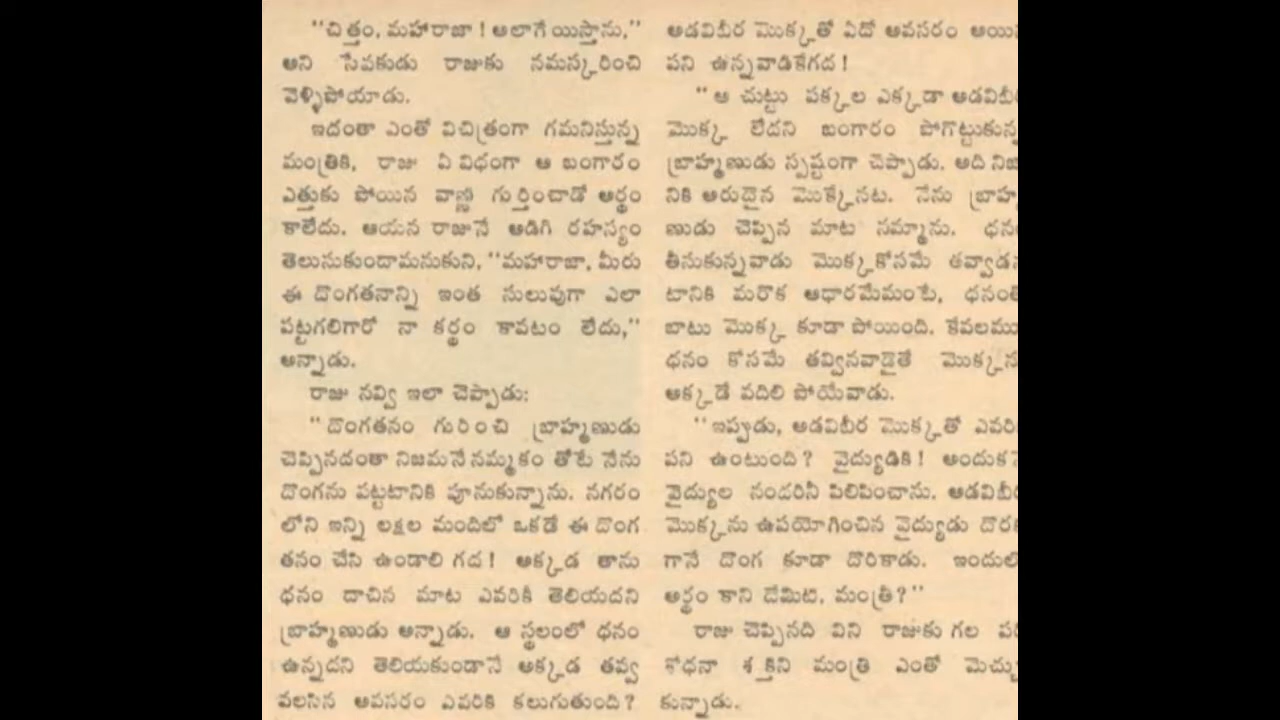 "చిత్తం, మహారాజా! అలాగే యిస్తాను,"
అని సేవకుడు రాజుకు నమస్కరించి
వెళ్ళిపోయాడు.
ఇదంతా ఎంతో విచిత్రంగా గమనిస్తున్న
మంత్రికి, రాజు ఏ విధంగా ఆ బంగారం
ఎత్తుకు పోయిన వాణ్ణి గుర్తించాడో అర్థం
కాలేదు. ఆయన రాజునే అడిగి రహస్యం
తెలుసుకుందామనుకుని, "మహారాజా, మీరు
ఈ దొంగతనాన్ని ఇంత సులువుగా ఎలా
పట్టగలిగారో నా కర్థం కావటం లేదు,"
అన్నాడు.
రాజు నవ్వి ఇలా చెప్పాడు:
"దొంగతనం గురించి బ్రాహ్మణుడు
చెప్పినదంతా నిజమనే నమ్మకం తోటే నేను
దొంగను పట్టటానికి పూనుకున్నాను. నగరం
లోని ఇన్ని లక్షల మందిలో ఒకడే ఈ దొంగ
తనం చేసి ఉండాలి గద! అక్కడ తాను
ధనం దాచిన మాట ఎవరికీ తెలియదని
బ్రాహ్మణుడు అన్నాడు. ఆ స్థలంలో ధనం
ఉన్నదని తెలియకుండానే అక్కడ తవ్వ
వలసిన అవసరం ఎవరికి కలుగుతుంది?
అడవిబీర మొక్కతో ఏదో అవసరం
పని ఉన్నవాడికేగద!
"ఆ చుట్టు పక్కల ఎక్కడా
మొక్క లేదని బంగారం
బ్రాహ్మణుడు స్పష్టంగా చెప్పాడు. అది
నికి అరుదైన మొక్కేనట. నేను
ణుడు చెప్పిన మాట నమ్మాను.
తీసుకున్నవాడు మొక్కకోసమే
టానికి మరొక ఆధారమేమంటే,
బాటు మొక్క కూడా పోయింది.
ధనం కోసమే తవ్వినవాడైతే
అక్కడే వదిలి పోయేవాడు.
"ఇప్పుడు, అడవిబీర మొక్కతో
పని ఉంటుంది? వైద్యుడికి!
వైద్యుల నందరినీ పిలిపించాను.
మొక్కను ఉపయోగించిన వైద్యుడు
గానే దొంగ కూడా దొరికాడు.
అర్థం కాని దేమిటి, మంత్రీ?"
రాజు చెప్పినది విని రాజుకు గల
శోధనా శక్తిని మంత్రి ఎంతో
కున్నాడు.